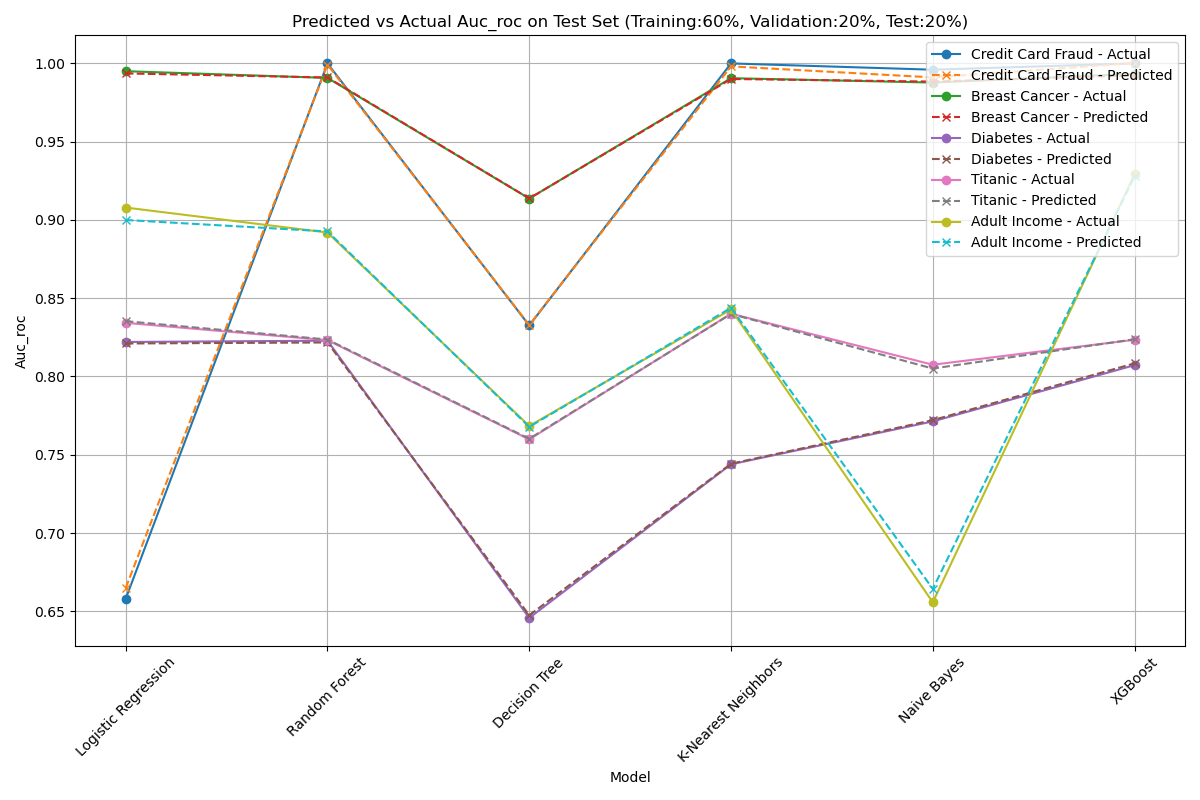 Predicted vs Actual Auc_roc on Test Set (Training:60%, Validation:20%, Test:20%)
Credit Card Fraud - Actual
Credit Card Fraud - Predicted
Breast Cancer - Actual
Breast Cancer - Predicted
Diabetes - Actual
Diabetes - Predicted
Titanic - Actual
Titanic - Predicted
Adult Income - Actual
Adult Income - Predicted
Auc_roc
1.00
0.95
0.90
0.85
0.80
0.75
0.70
0.65
Logistic Regression
Random Forest
Decision Tree
K-Nearest Neighbors
Naive Bayes
XGBoost
Model